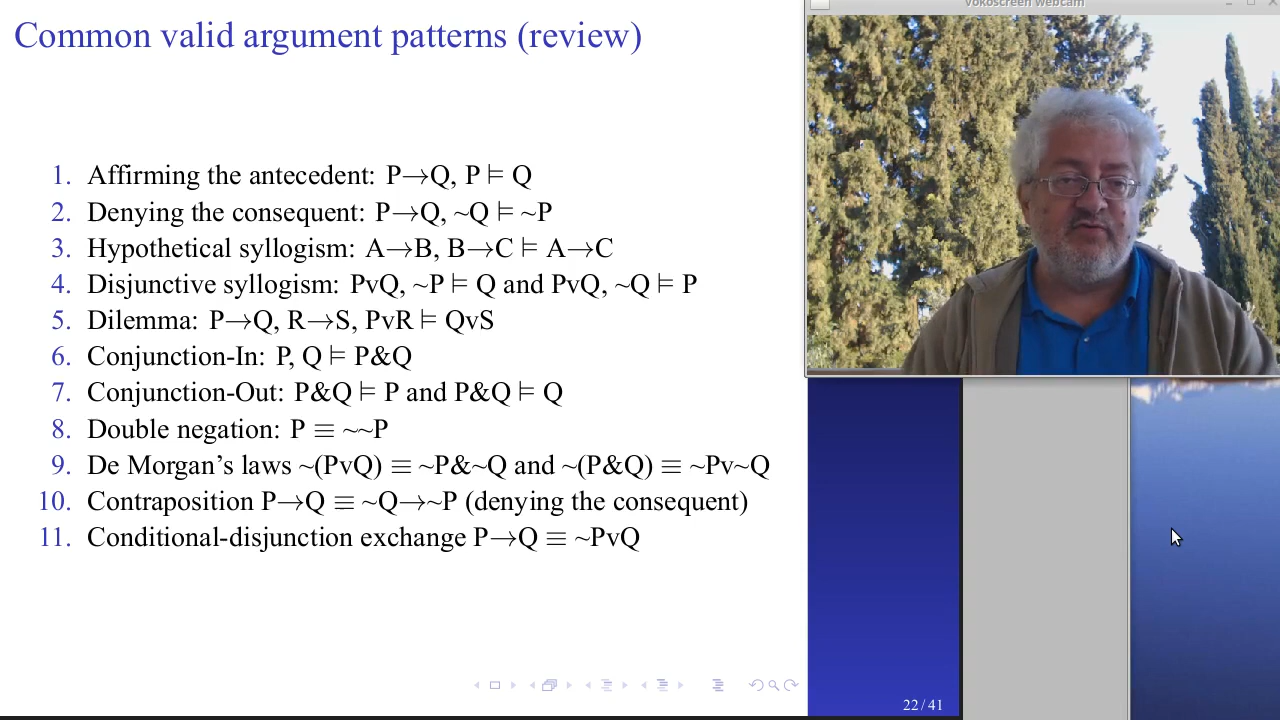 Common valid argument patterns (review)
vokoscreen webcam
1. Affirming the antecedent: P→Q, P ⊨ Q
2. Denying the consequent: P→Q, ~Q ⊨ ~P
3. Hypothetical syllogism: A→B, B→C ⊨ A→C
4. Disjunctive syllogism: PvQ, ~P ⊨ Q and PvQ, ~Q ⊨ P
5. Dilemma: P→Q, R→S, PvR ⊨ QvS
6. Conjunction-In: P, Q ⊨ P&Q
7. Conjunction-Out: P&Q ⊨ P and P&Q ⊨ Q
8. Double negation: P ≡ ~~P
9. De Morgan’s laws ~(PvQ) ≡ ~P&~Q and ~(P&Q) ≡ ~Pv~Q
10. Contraposition P→Q ≡ ~Q→~P (denying the consequent)
11. Conditional-disjunction exchange P→Q ≡ ~PvQ
22 / 41